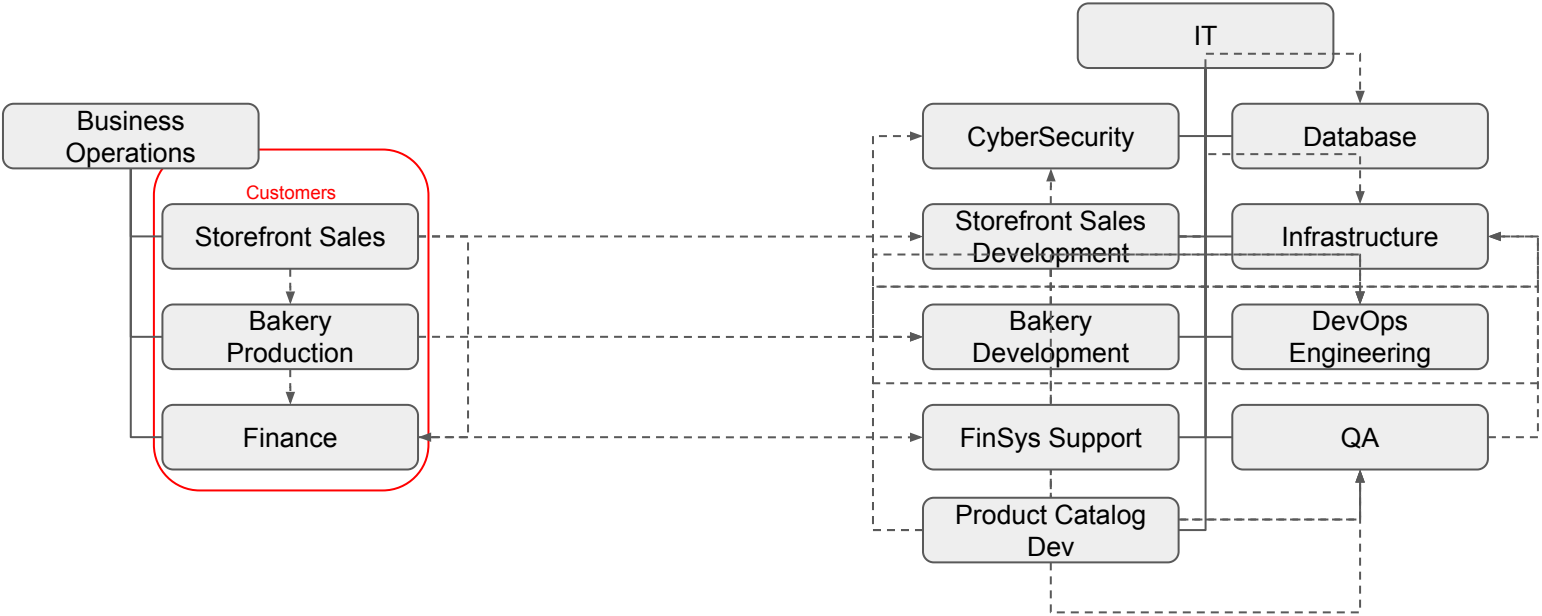 IT
Business
Operations
CyberSecurity
Database
Customers
Storefront Sales
Storefront Sales
Development
Infrastructure
Bakery
Production
Bakery
Development
DevOps
Engineering
Finance
FinSys Support
QA
Product Catalog
Dev